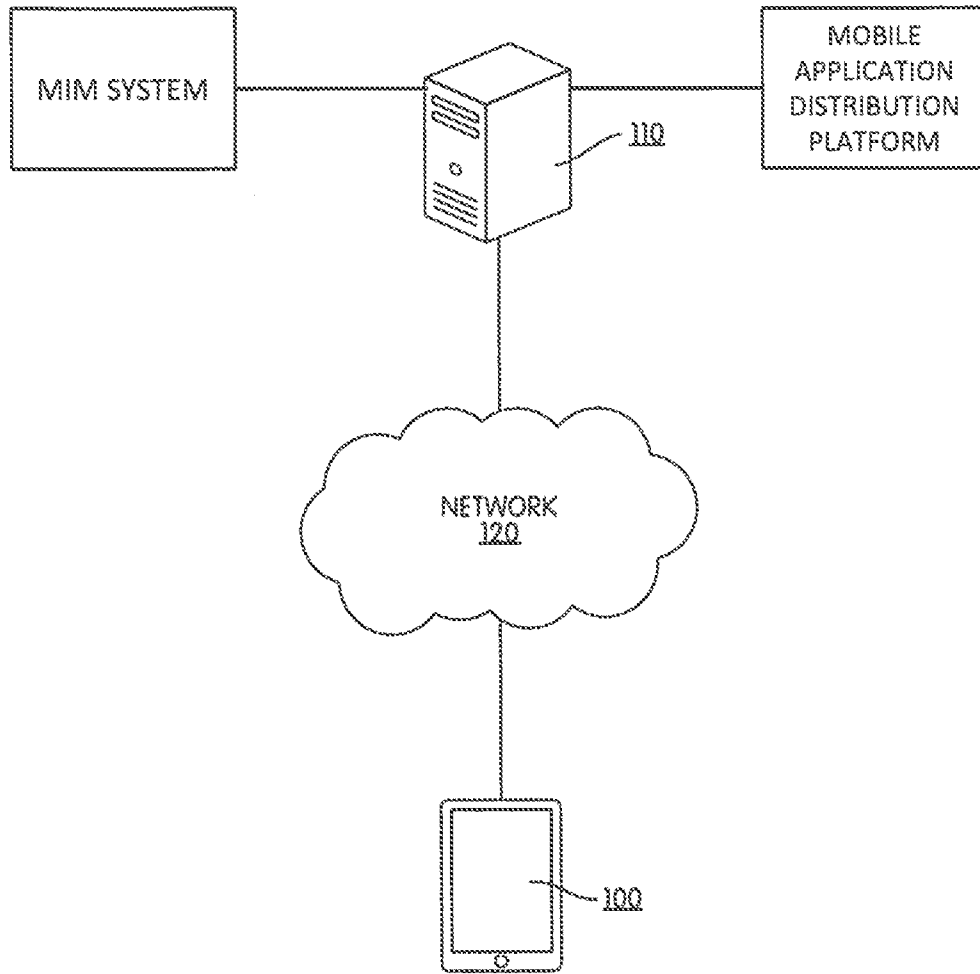 MIM SYSTEM
MOBILE
APPLICATION
DISTRIBUTION
PLATFORM
110
NETWORK
120
100